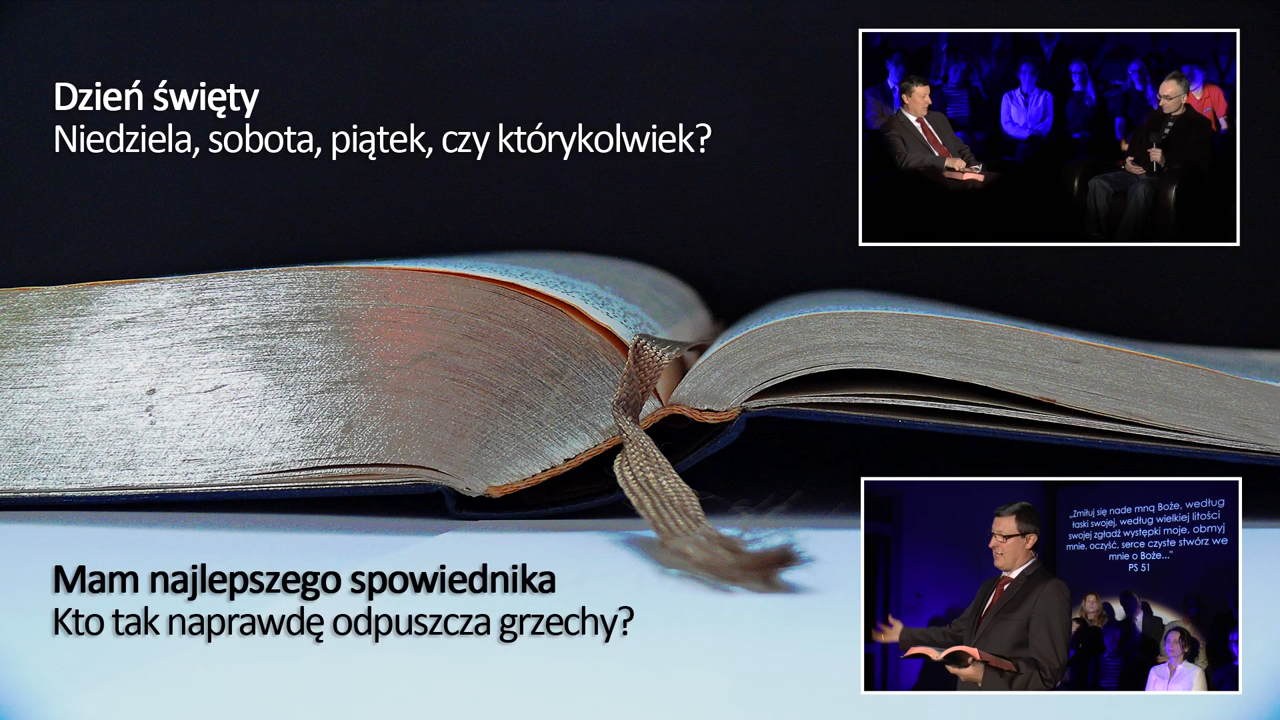 Dzień święty
Niedziela, sobota, piątek, czy którykolwiek?
„Zmiłuj się nade mną Boże, według
łaski swojej, według wielkiej litości
swojej zgładź występki moje, obmyj
mnie, oczyść, serce czyste stwórz we
mnie o Boże..."
PS 51
Mam najlepszego spowiednika
Kto tak naprawdę odpuszcza grzechy?